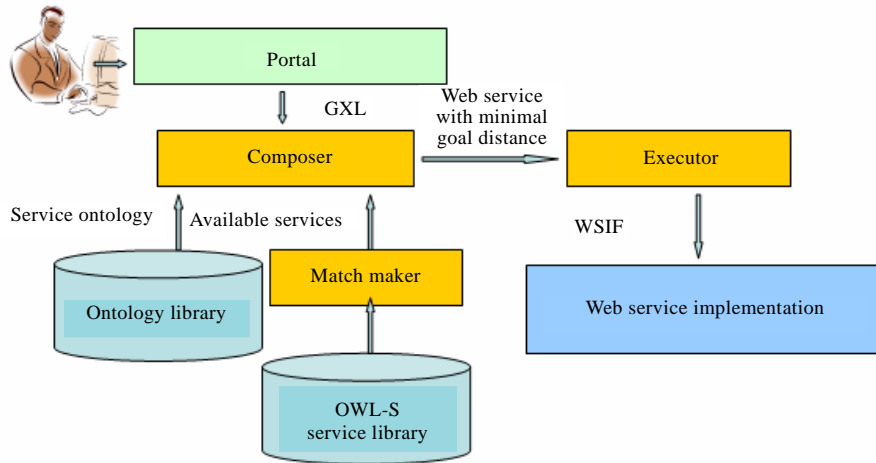 Portal
GXL
Web service
with minimal
goal distance
Composer
Executor
Service ontology
Available services
WSIF
Match maker
Ontology library
Web service implementation
OWL-S
service library